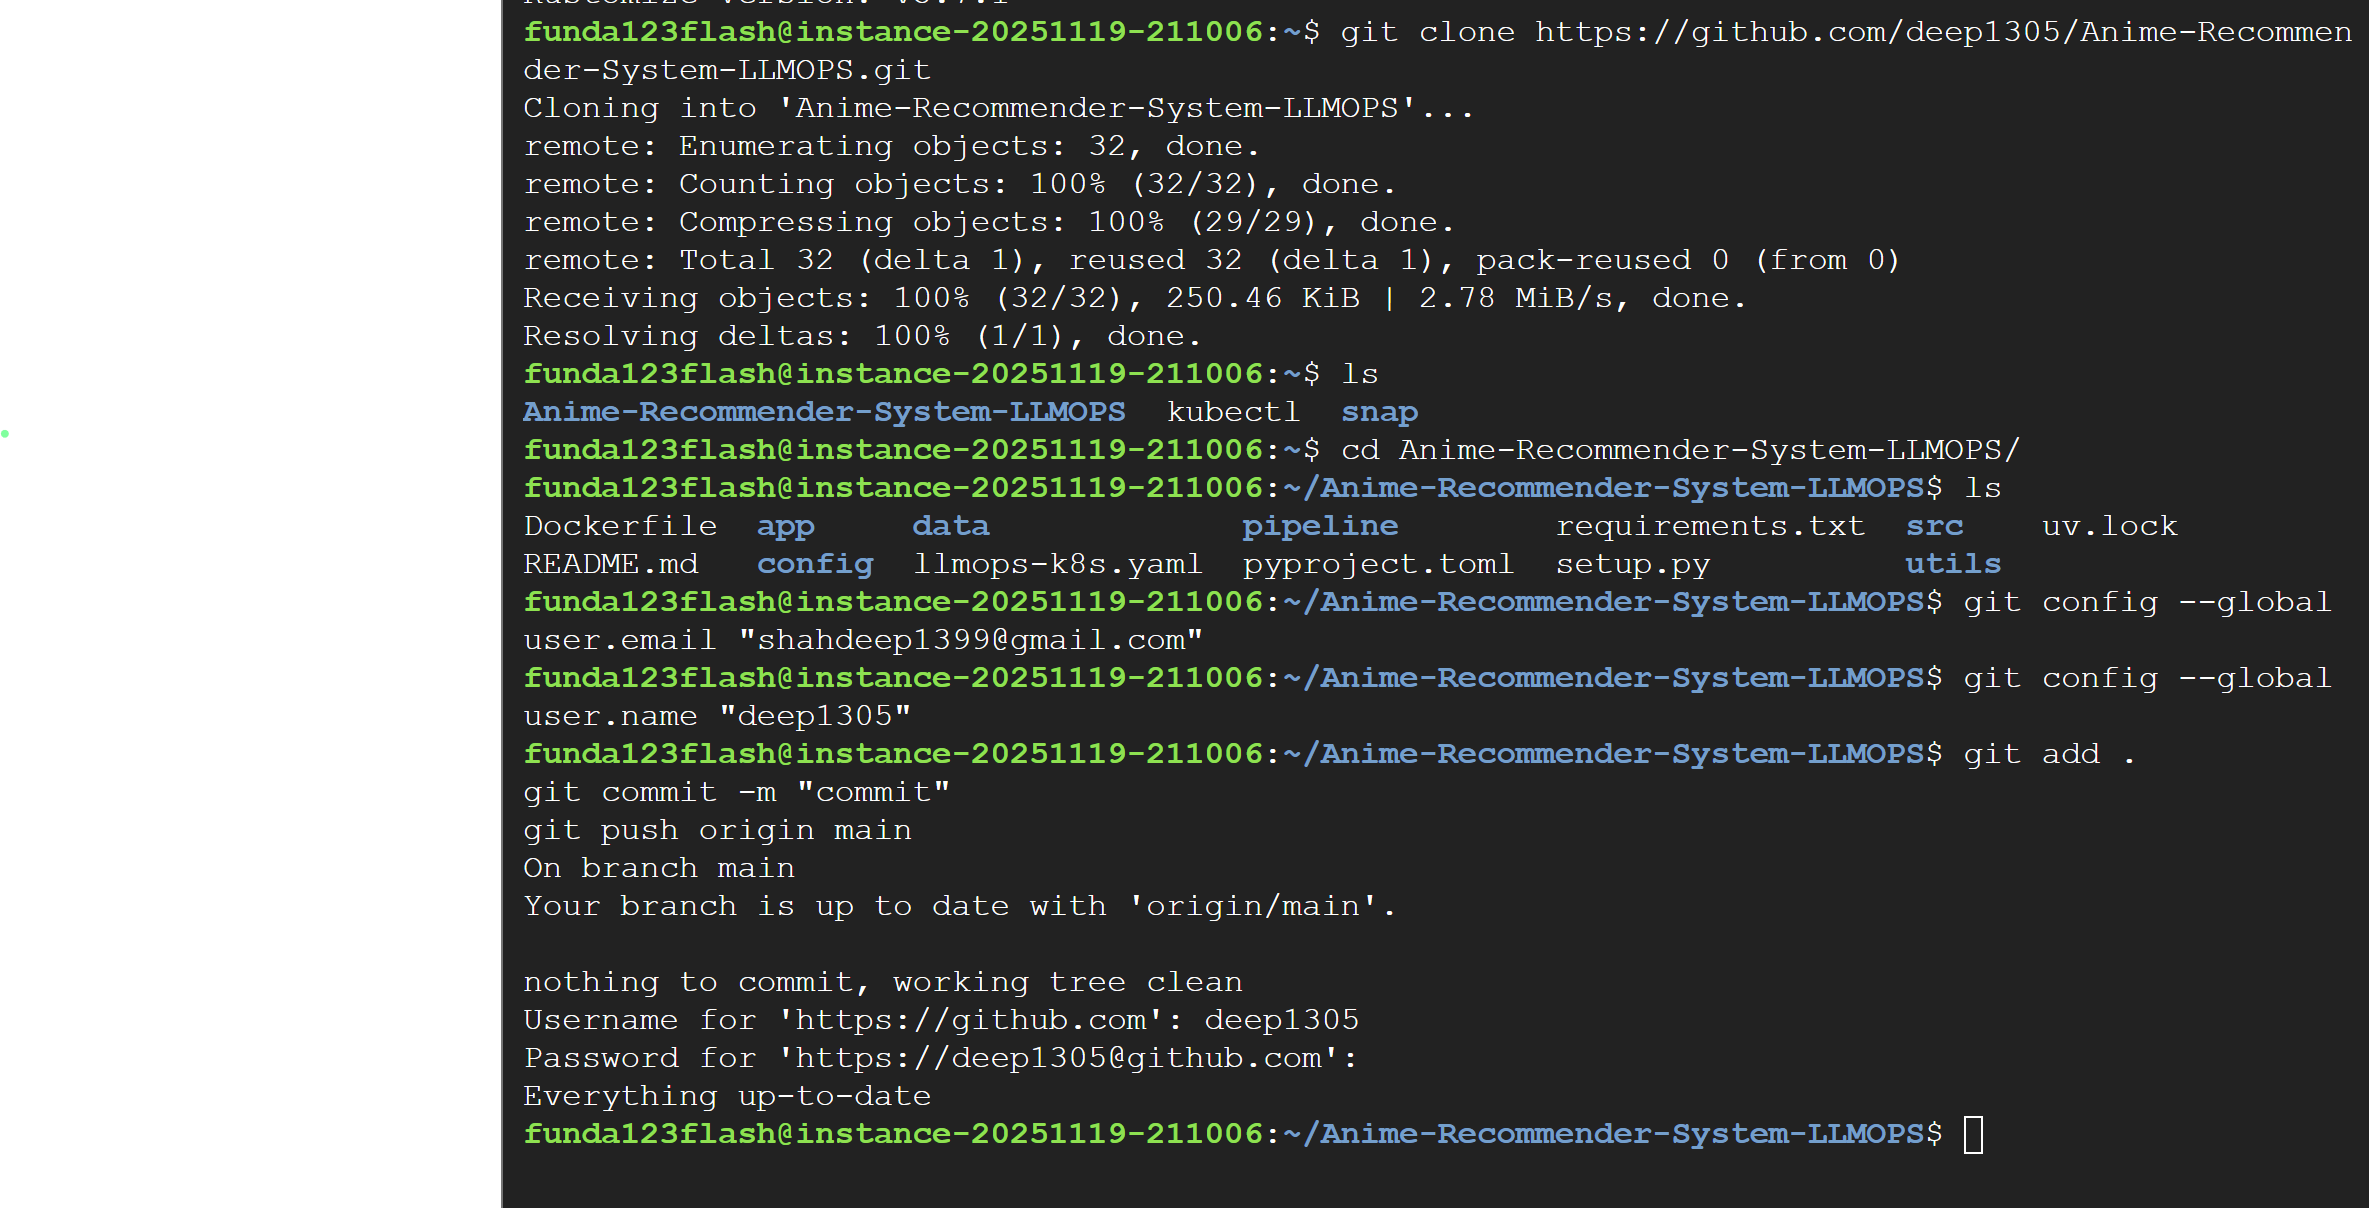 funda123flash@instance-20251119-211006:~$ git clone https://github.com/deep1305/Anime-Recommen
der-System-LLMOPS.git
Cloning into 'Anime-Recommender-System-LLMOPS'...
remote: Enumerating objects: 32, done.
remote: Counting objects: 100% (32/32), done.
remote: Compressing objects: 100% (29/29), done.
remote: Total 32 (delta 1), reused 32 (delta 1), pack-reused 0 (from 0)
Receiving objects: 100% (32/32), 250.46 KiB | 2.78 MiB/s, done.
Resolving deltas: 100% (1/1), done.
funda123flash@instance-20251119-211006:~$ ls
Anime-Recommender-System-LLMOPS  kubectl  snap
funda123flash@instance-20251119-211006:~$ cd Anime-Recommender-System-LLMOPS/
funda123flash@instance-20251119-211006:~/Anime-Recommender-System-LLMOPS$ ls
Dockerfile  app     data             pipeline        requirements.txt  src    uv.lock
README.md   config  llmops-k8s.yaml  pyproject.toml  setup.py          utils
funda123flash@instance-20251119-211006:~/Anime-Recommender-System-LLMOPS$ git config --global
user.email "shahdeep1399@gmail.com"
funda123flash@instance-20251119-211006:~/Anime-Recommender-System-LLMOPS$ git config --global
user.name "deep1305"
funda123flash@instance-20251119-211006:~/Anime-Recommender-System-LLMOPS$ git add .
git commit -m "commit"
git push origin main
On branch main
Your branch is up to date with 'origin/main'.

nothing to commit, working tree clean
Username for 'https://github.com': deep1305
Password for 'https://deep1305@github.com':
Everything up-to-date
funda123flash@instance-20251119-211006:~/Anime-Recommender-System-LLMOPS$